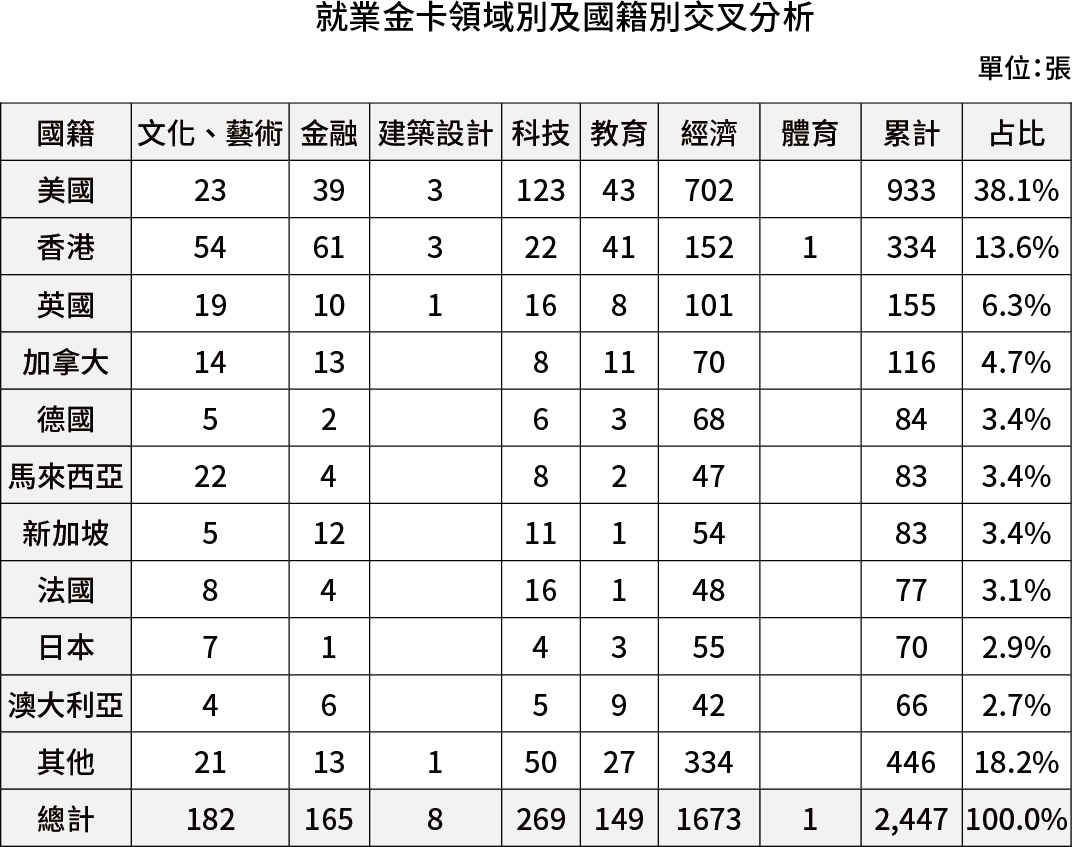 就業金卡領域別及國籍別交叉分析
單位：張
國籍 文化、藝術 金融 建築設計 科技 教育 經濟 體育 累計 占比
美國 23 39 3 123 43 702 933 38.1%
香港 54 61 3 22 41 152 1 334 13.6%
英國 19 10 1 16 8 101 155 6.3%
加拿大 14 13 8 11 70 116 4.7%
德國 5 2 6 3 68 84 3.4%
馬來西亞 22 4 8 2 47 83 3.4%
新加坡 5 12 11 1 54 83 3.4%
法國 8 4 16 1 48 77 3.1%
日本 7 1 4 3 55 70 2.9%
澳大利亞 4 6 5 9 42 66 2.7%
其他 21 13 1 50 27 334 446 18.2%
總計 182 165 8 269 149 1673 1 2,447 100.0%